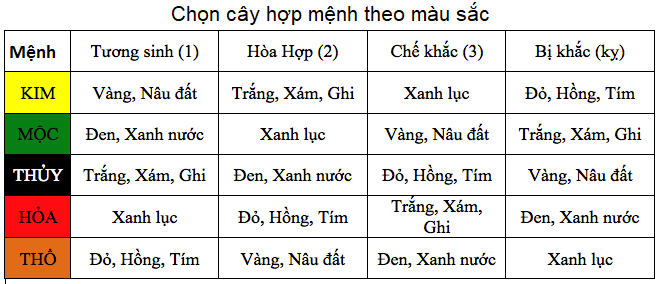 Chọn cây hợp mệnh theo màu sắc
Mệnh Tương sinh (1) Hòa Hợp (2) Chế khắc (3) Bị khắc (kỵ)
KIM Vàng, Nâu đất Trắng, Xám, Ghi Xanh lục Đỏ, Hồng, Tím
MỘC Đen, Xanh nước Xanh lục Vàng, Nâu đất Trắng, Xám, Ghi
THỦY Trắng, Xám, Ghi Đen, Xanh nước Đỏ, Hồng, Tím Vàng, Nâu đất
HỎA Xanh lục Đỏ, Hồng, Tím Trắng, Xám,
Ghi Đen, Xanh nước
THỔ Đỏ, Hồng, Tím Vàng, Nâu đất Đen, Xanh nước Xanh lục